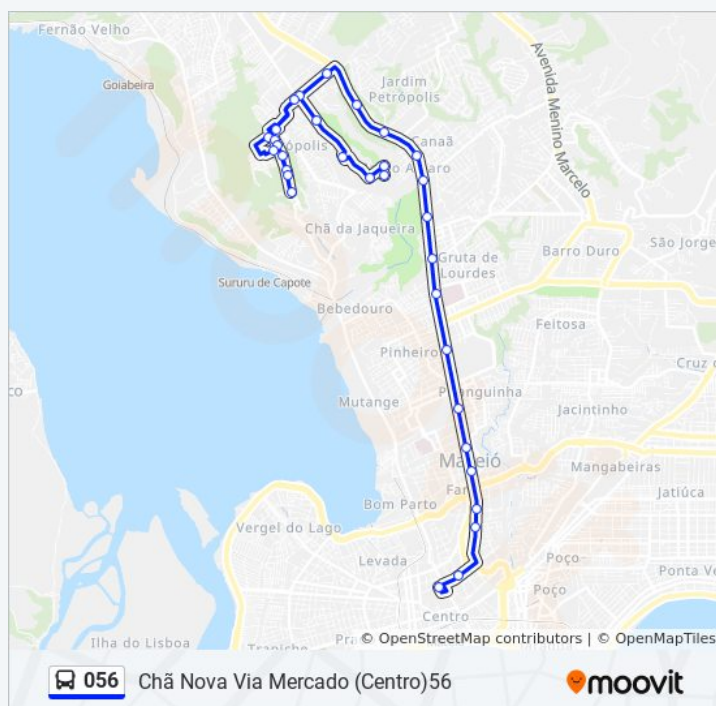 Fernão Velho
Goiabeira
Jardim
Petrópolis
Avenida Menino Marcelo
Canaã
Chã da Jaqueira
São Jorge
Gruta de
Lourdes
Barro Duro
Sururu de Capote
Bebedouro
Feitosa
Pinheiro
Cruz d
co
Mutange
Jacintinho
Maceió
Mangabeiras
Bom Parto
Jatiúca
Vergel do Lago
Levada
Poço
Ponta Ve
Poço
Centro
Ilha do Lisboa
© OpenStreetMap contributors | © OpenMapTiles
056 Chã Nova Via Mercado (Centro)56
moovit